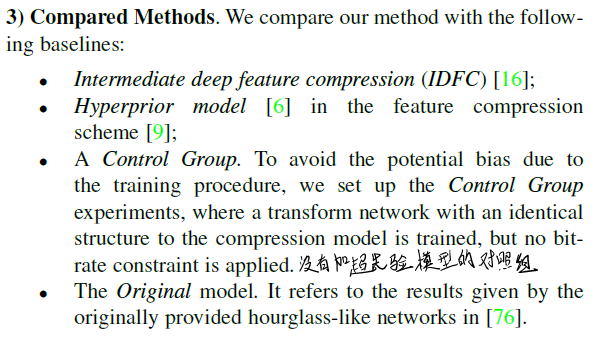 3) Compared Methods. We compare our method with the follow-
ing baselines:
• Intermediate deep feature compression (IDFC) [16];
• Hyperprior model [6] in the feature compression
scheme [9];
• A Control Group. To avoid the potential bias due to
the training procedure, we set up the Control Group
experiments, where a transform network with an identical
structure to the compression model is trained, but no bit-
rate constraint is applied. 没有加超先验模型的对照组
• The Original model. It refers to the results given by the
originally provided hourglass-like networks in [76].